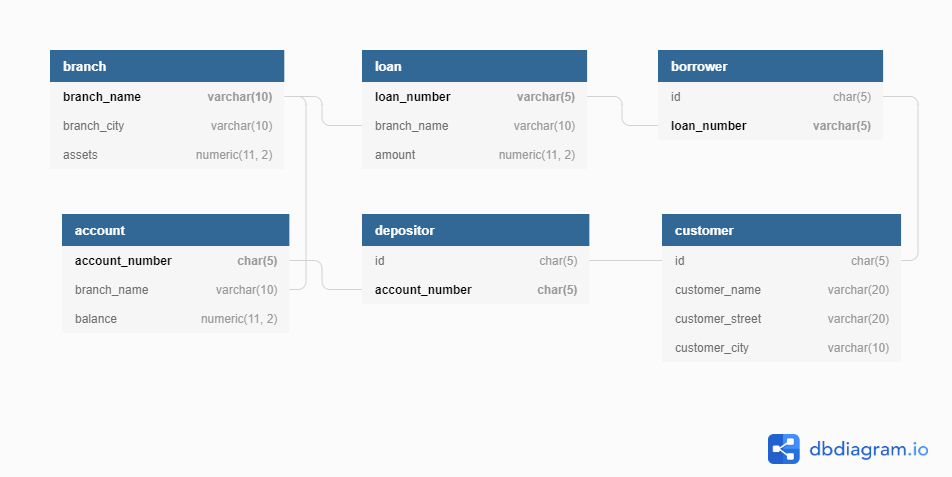 branch
branch_name varchar(10)
branch_city varchar(10)
assets numeric(11, 2)
loan
loan_number varchar(5)
branch_name varchar(10)
amount numeric(11, 2)
borrower
id char(5)
loan_number varchar(5)
account
account_number char(5)
branch_name varchar(10)
balance numeric(11, 2)
depositor
id char(5)
account_number char(5)
customer
id char(5)
customer_name varchar(20)
customer_street varchar(20)
customer_city varchar(10)
dbdiagram.io